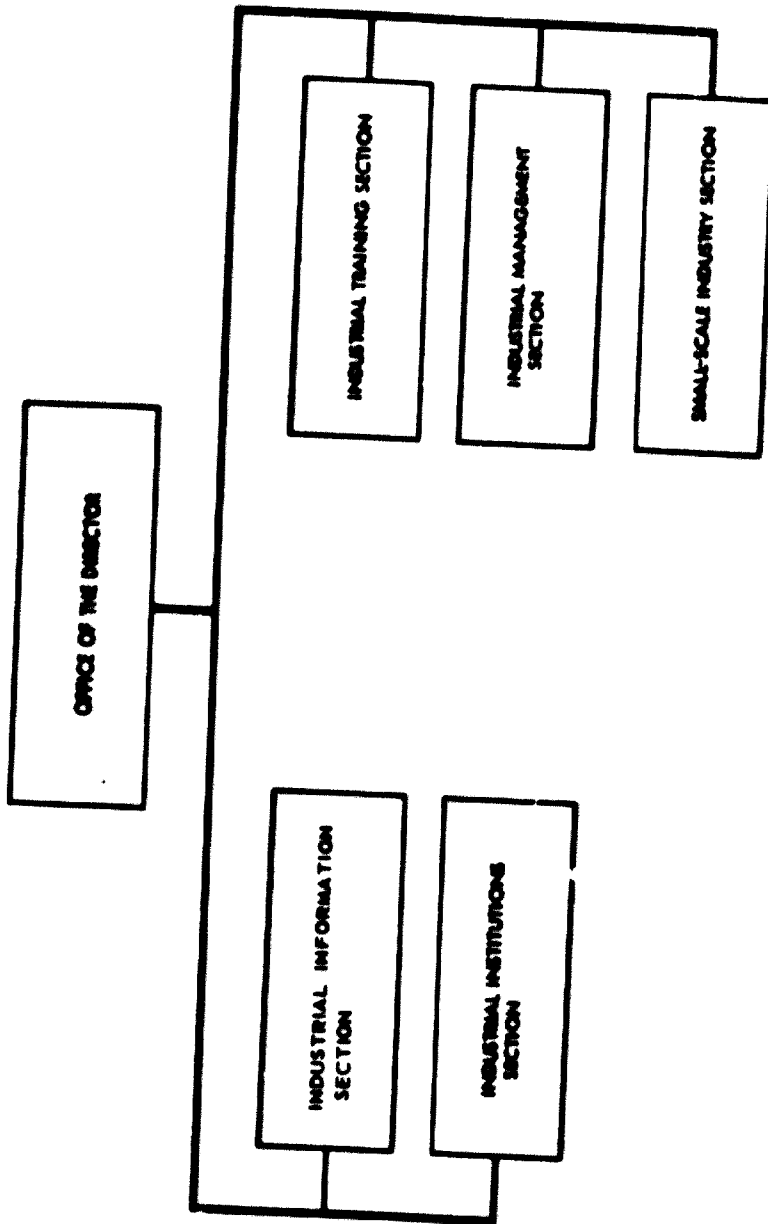 OFFICE OF THE DIRECTOR
INDUSTRIAL INFORMATION
SECTION
INDUSTRIAL INSTITUTIONS
SECTION
INDUSTRIAL TRAINING SECTION
INDUSTRIAL MANAGEMENT
SECTION
SMALL-SCALE INDUSTRY SECTION